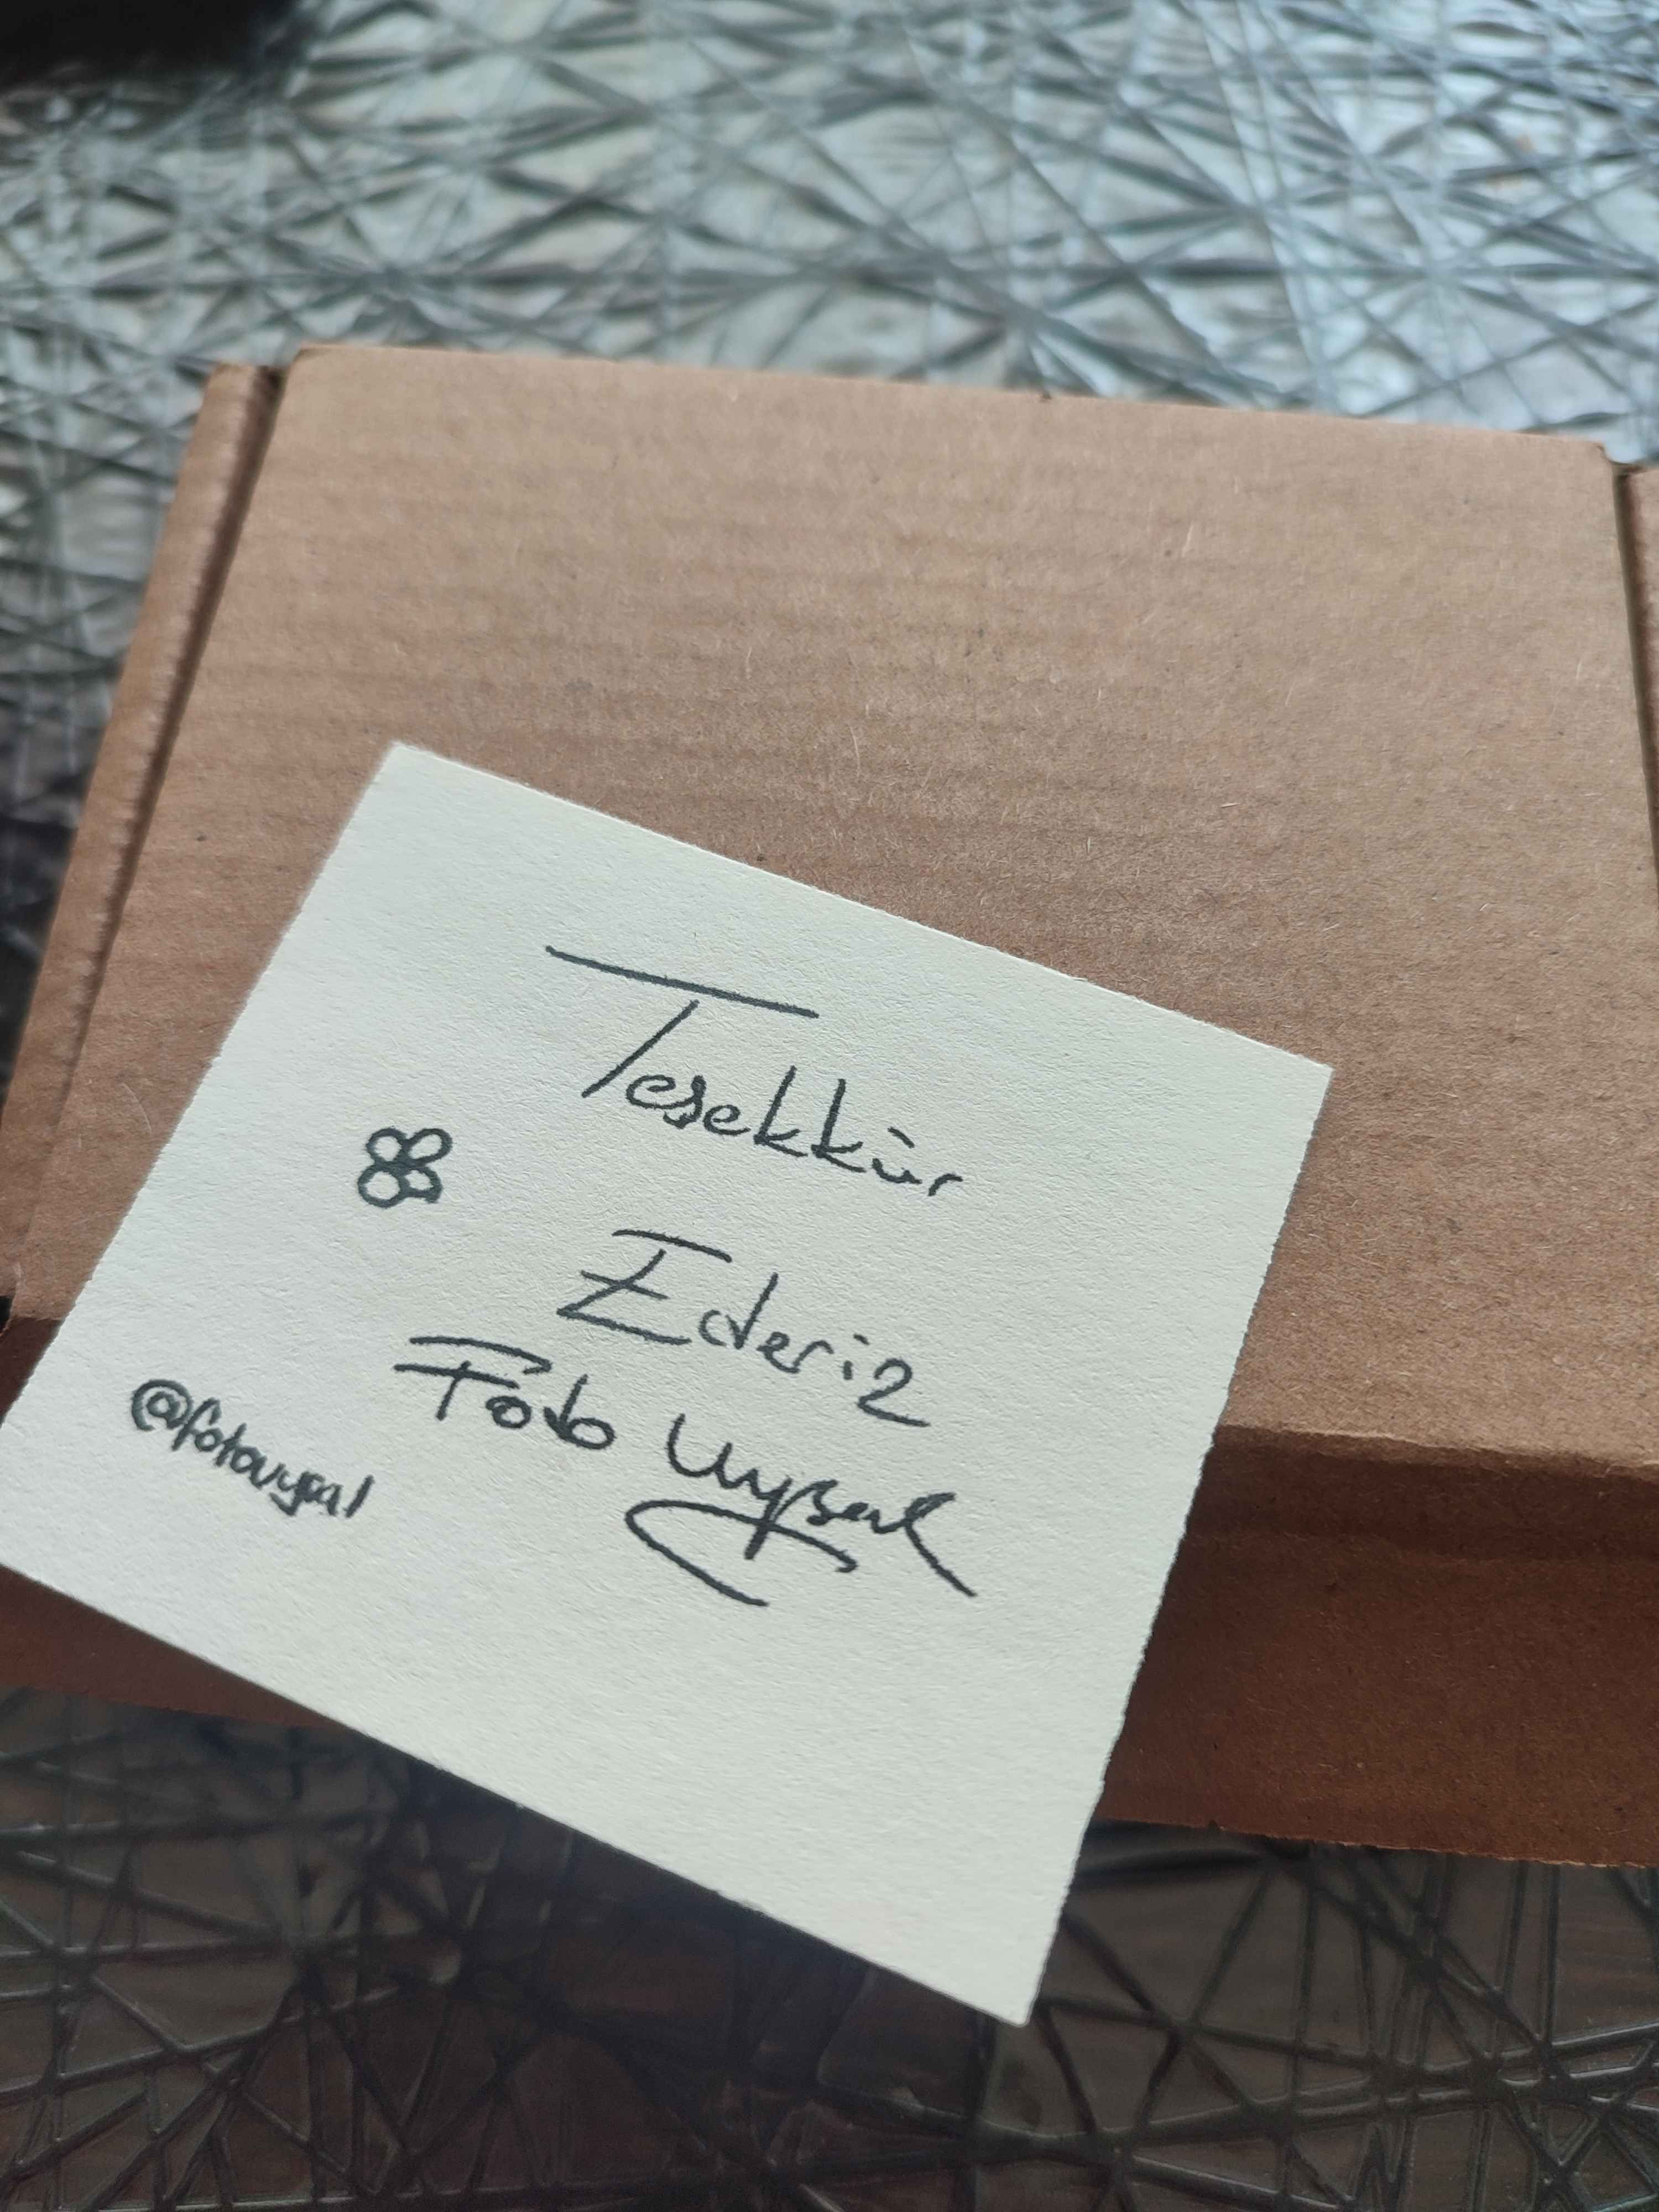 Teşekkür
Ederiz
Foto Uysal
@fotouysal